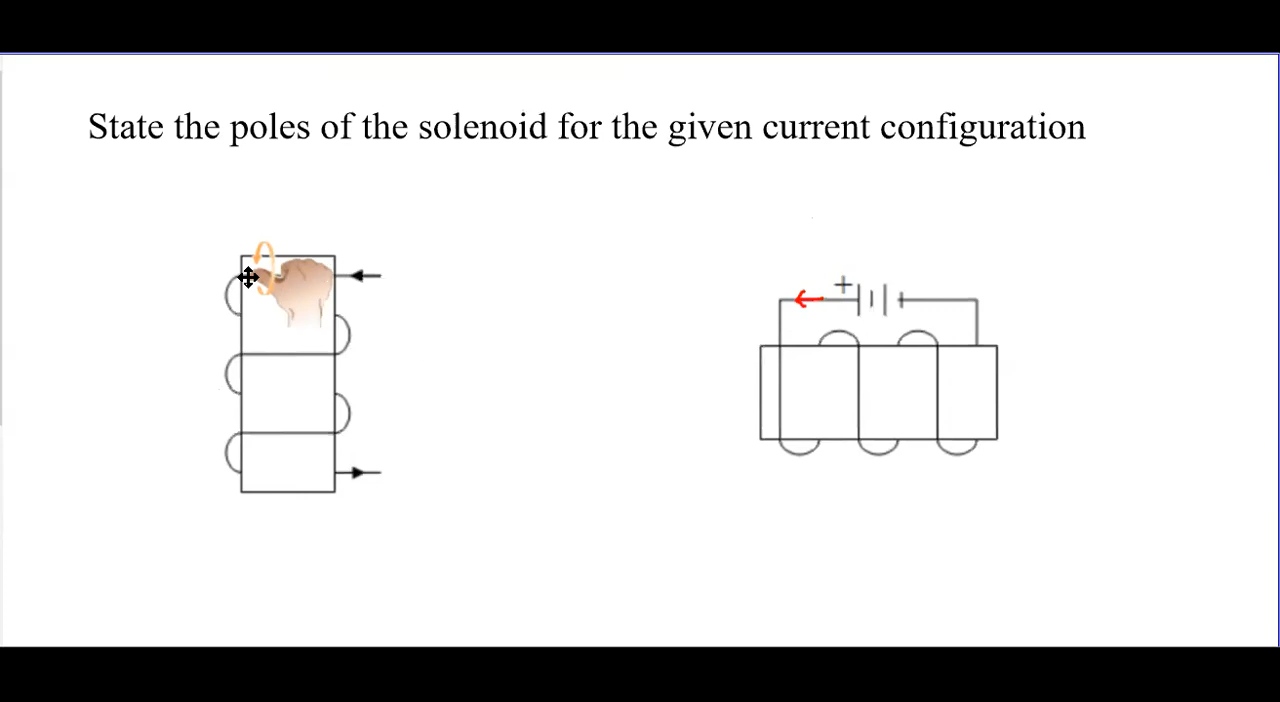 State the poles of the solenoid for the given current configuration
+